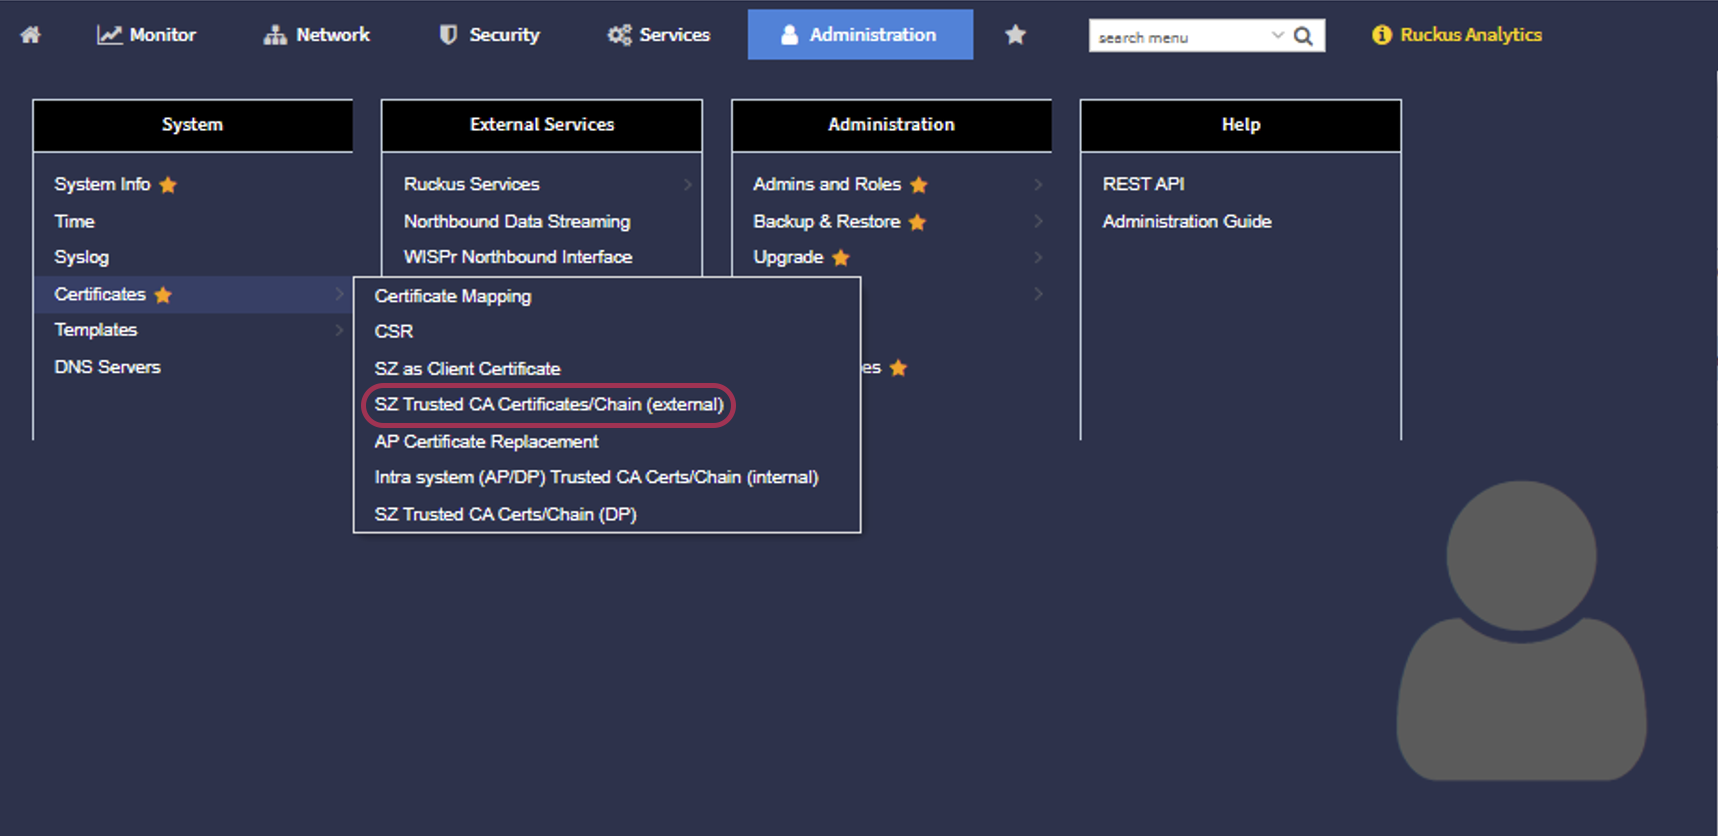 Monitor
Network
Security
Services
Administration
search menu
Ruckus Analytics
System
System Info
Time
Syslog
Certificates
Templates
DNS Servers
External Services
Ruckus Services
Northbound Data Streaming
WISPr Northbound Interface
Certificate Mapping
CSR
SZ as Client Certificate
SZ Trusted CA Certificates/Chain (external)
AP Certificate Replacement
Intra system (AP/DP) Trusted CA Certs/Chain (internal)
SZ Trusted CA Certs/Chain (DP)
Administration
Admins and Roles
Backup & Restore
Upgrade
es
Help
REST API
Administration Guide